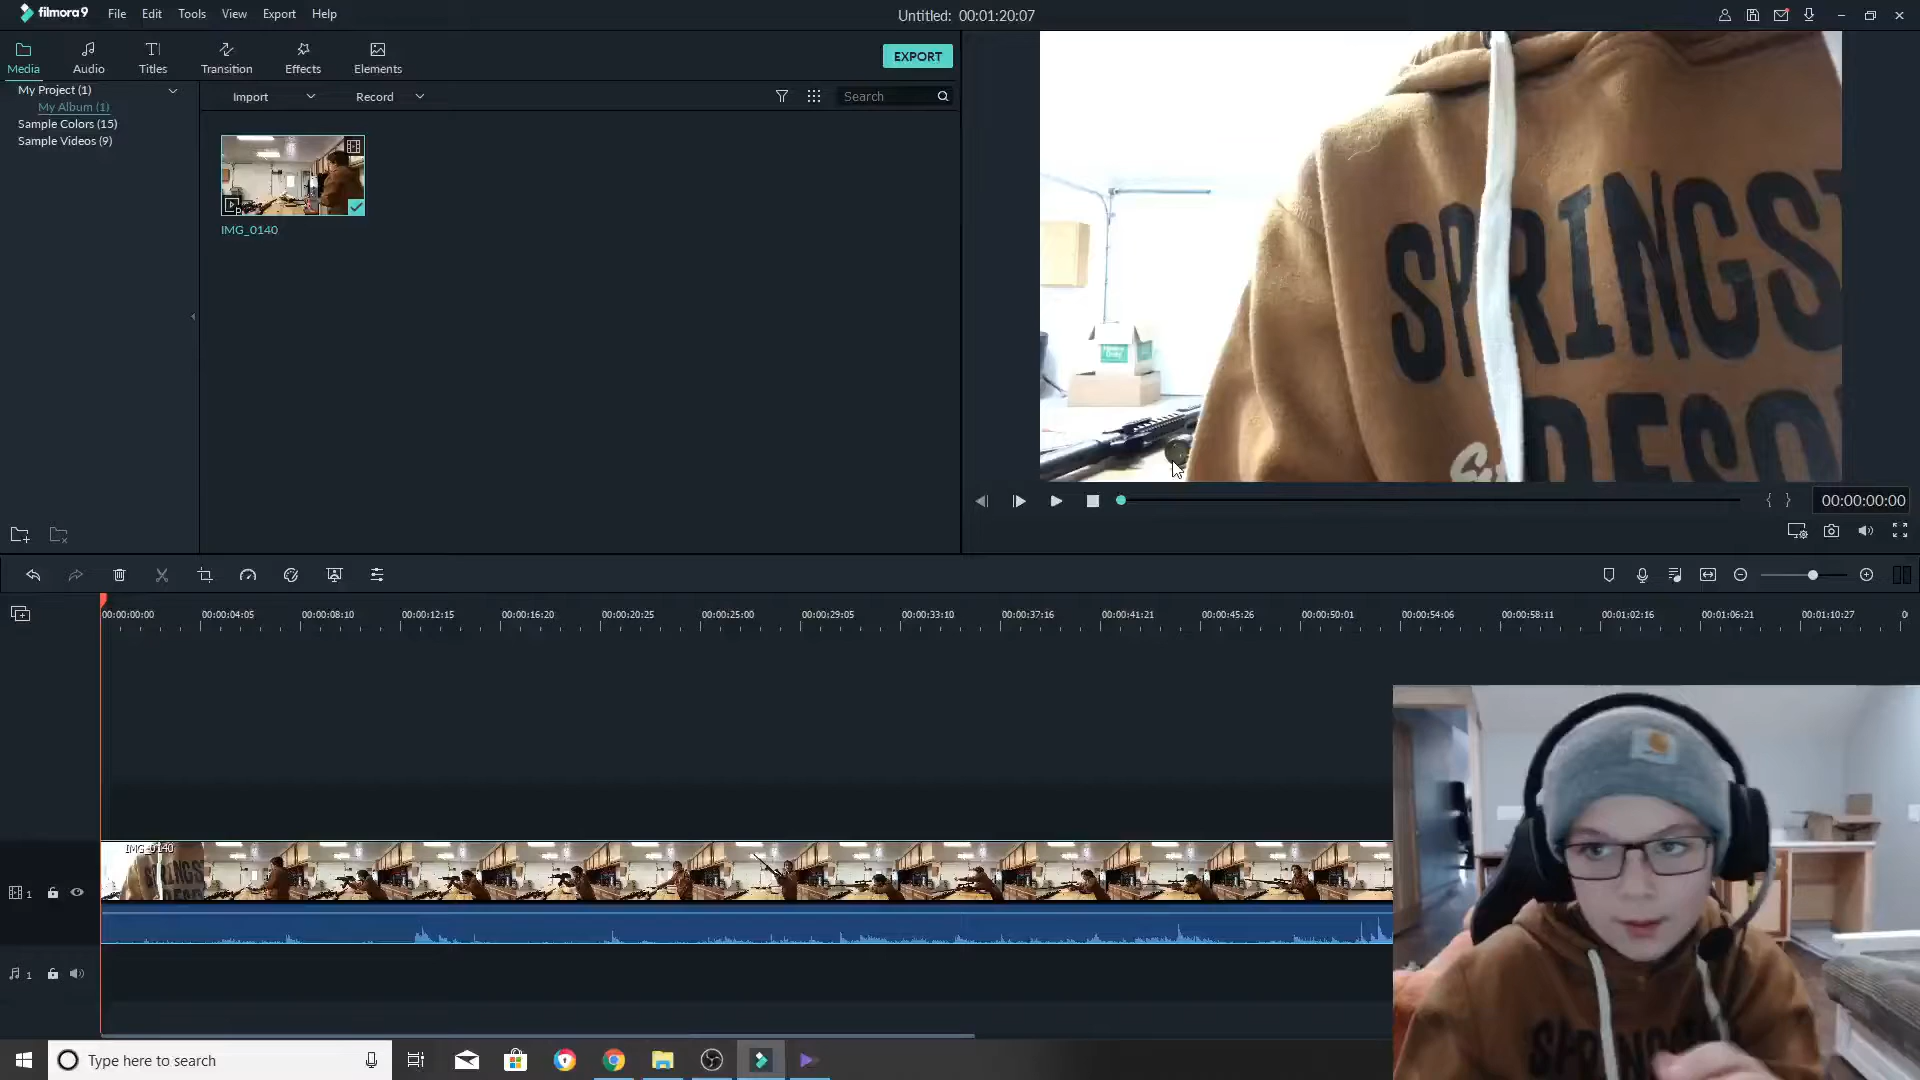 filmora9 File Edit Tools View Export Help
Untitled: 00:01:20:07
Media Audio Titles Transition Effects Elements
EXPORT
My Project (1)
My Album (1)
Sample Colors (15)
Sample Videos (9)
Import Record Search
IMG_0140
SPRINGS
DESO
00:00:00:00
00:00:00:00 00:00:04:05 00:00:08:10 00:00:12:15 00:00:16:20 00:00:20:25 00:00:25:00 00:00:29:05 00:00:33:10 00:00:37:16 00:00:41:21 00:00:45:26 00:00:50:01 00:00:54:06 00:00:58:11 00:01:02:16 00:01:06:21 00:01:10:27
IMG_0140
1
1
Type here to search